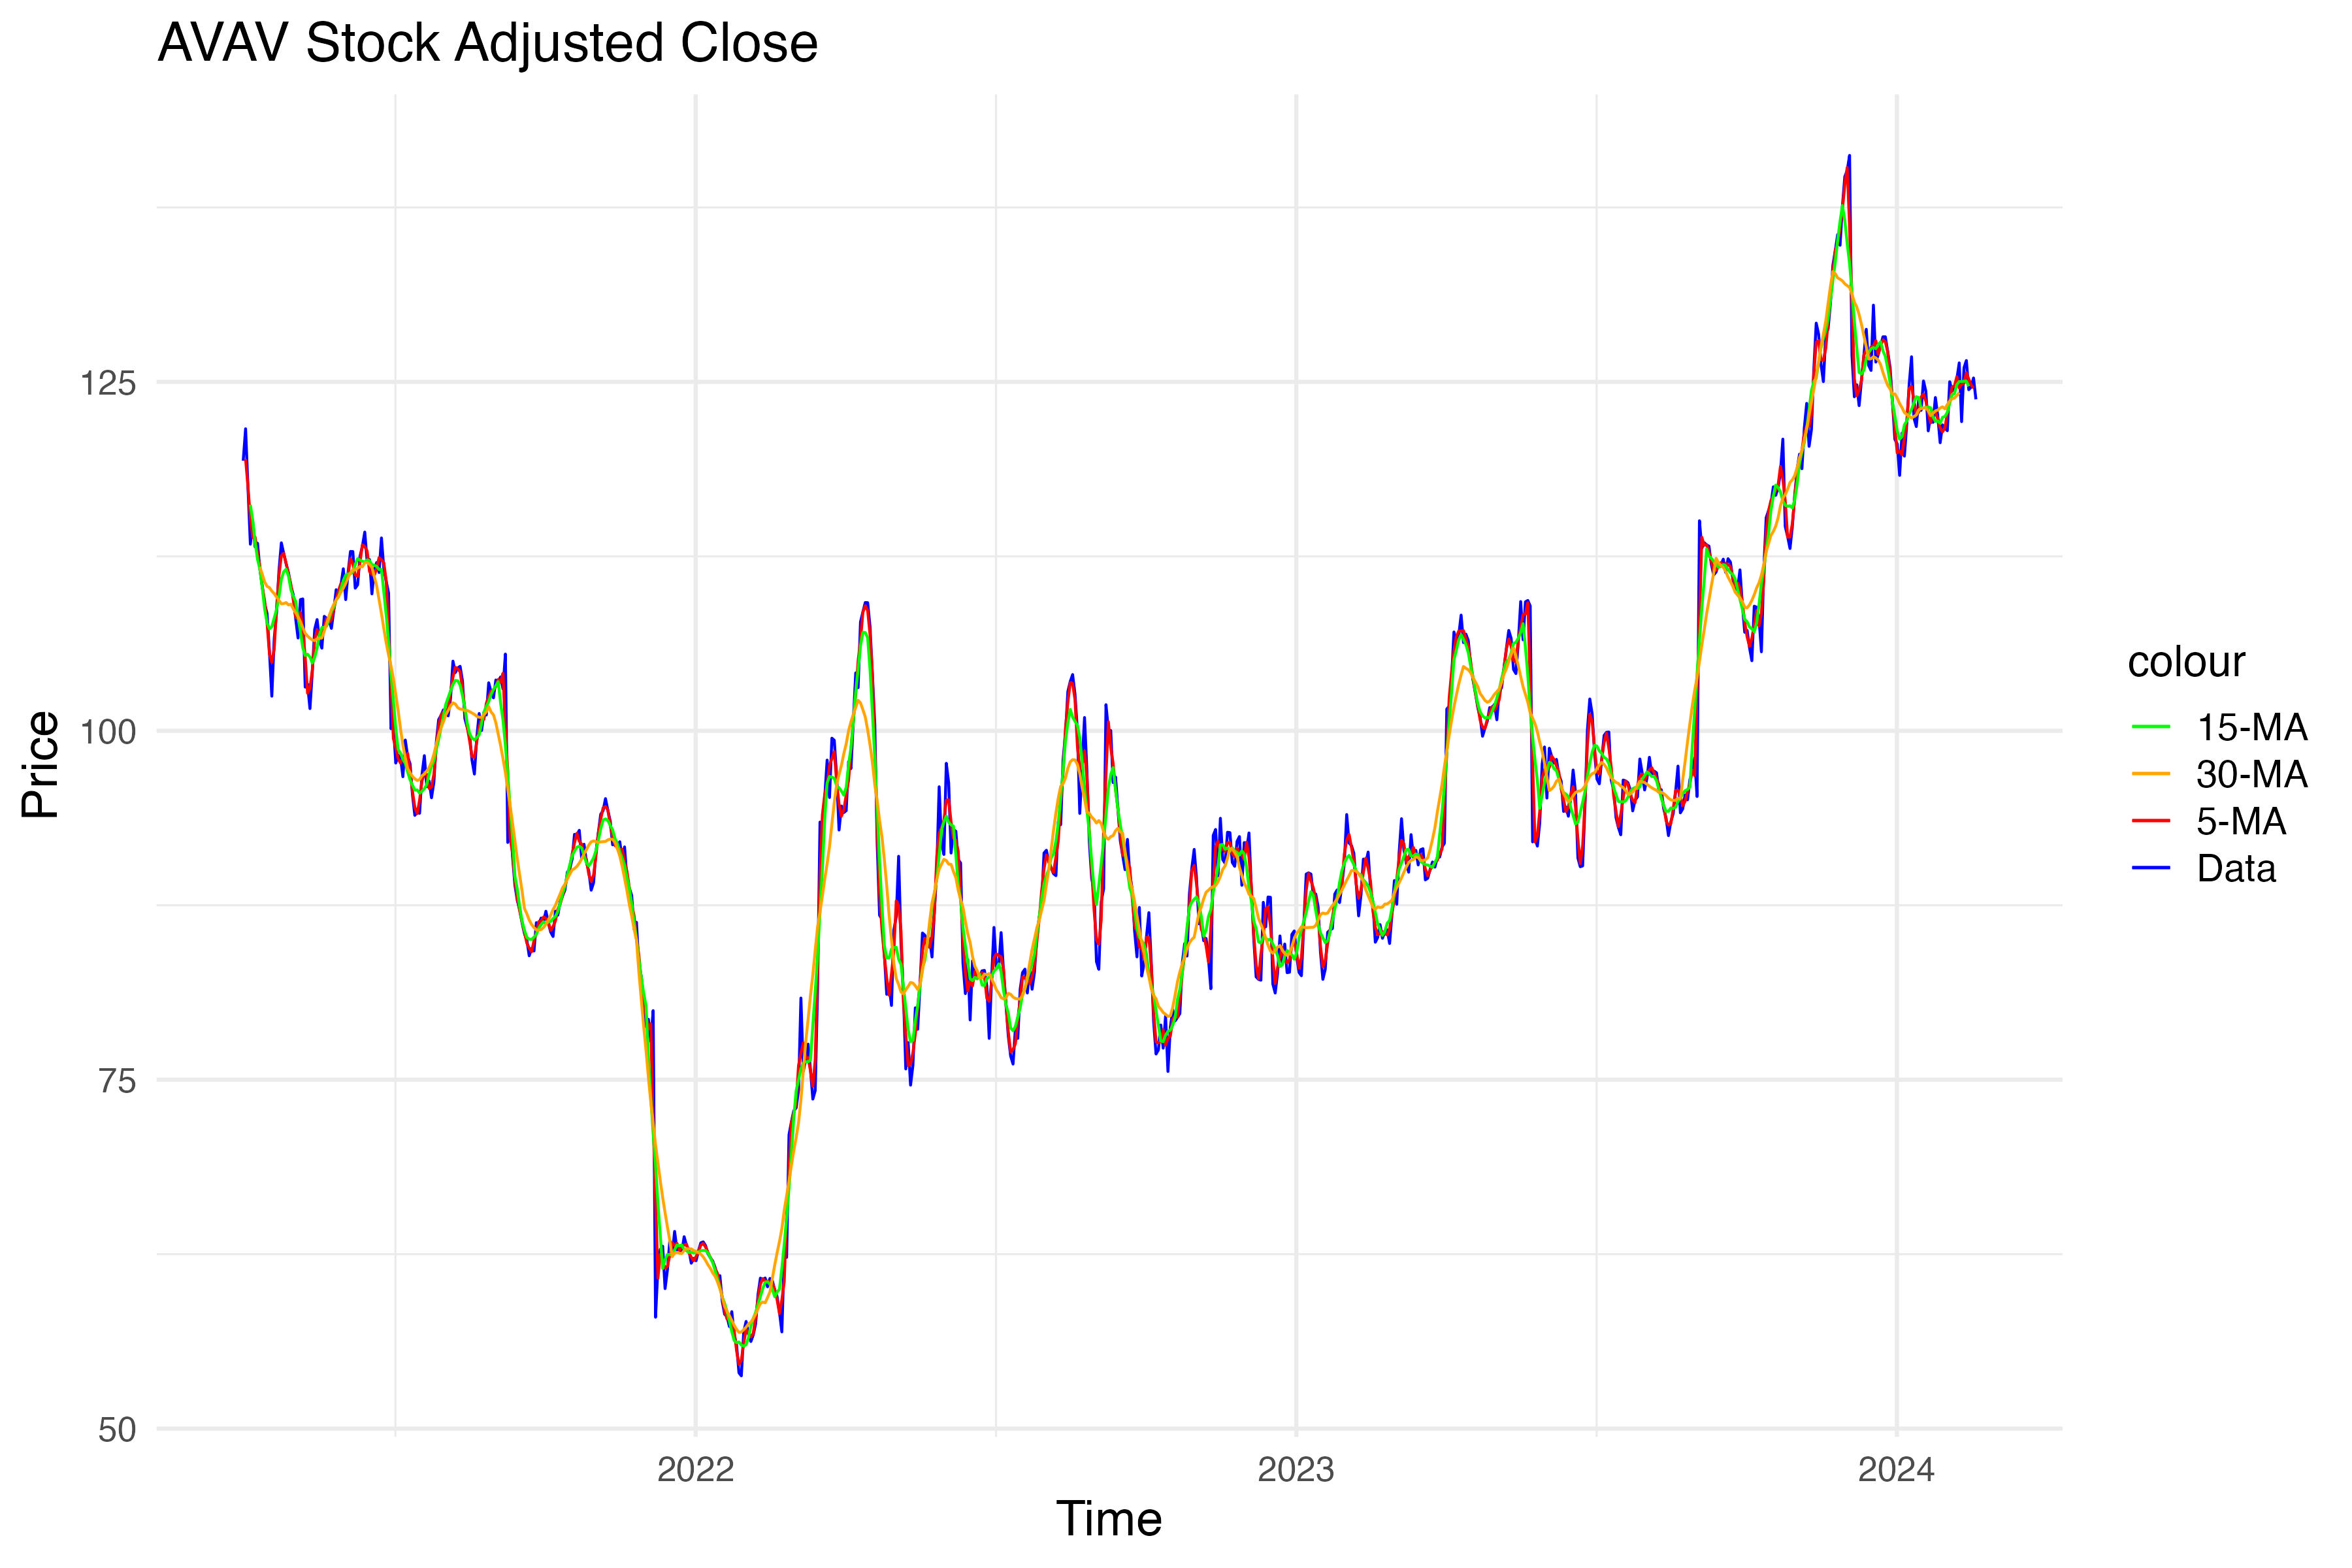 AVAV Stock Adjusted Close
Price
125
100
75
50
2022
2023
2024
Time
colour
15-MA
30-MA
5-MA
Data